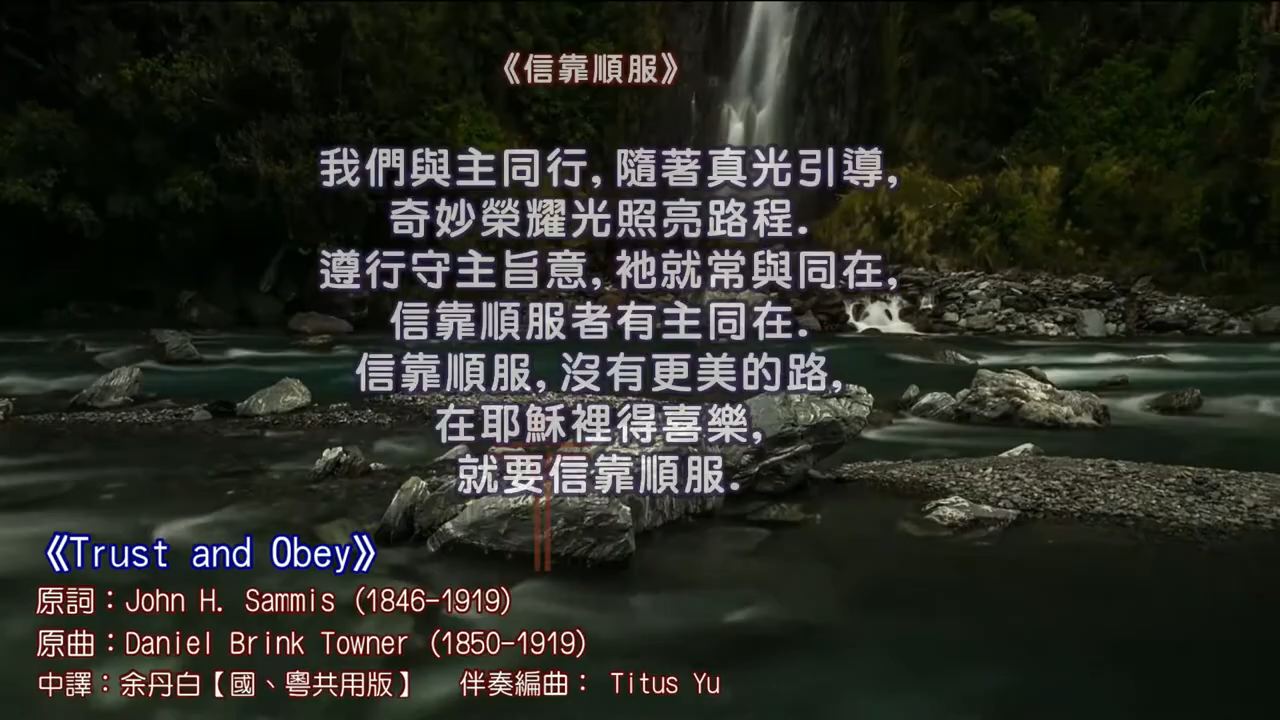 《信靠順服》
我們與主同行, 隨著真光引導,
奇妙榮耀光照亮路程.
遵行守主旨意, 祂就常與同在,
信靠順服者有主同在.
信靠順服, 沒有更美的路,
在耶穌裡得喜樂,
就要信靠順服.
《Trust and Obey》
原詞：John H. Sammis (1846-1919)
原曲：Daniel Brink Towner (1850-1919)
中譯：余丹白【國、粵共用版】 伴奏編曲： Titus Yu